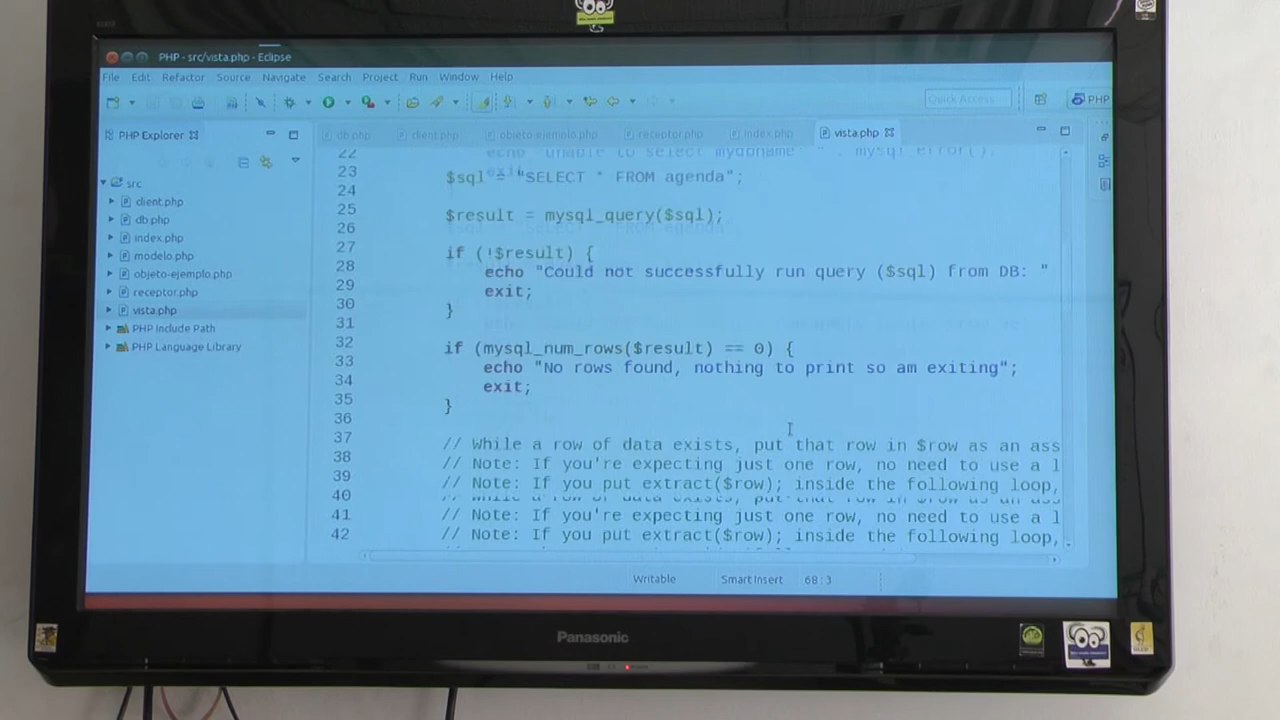 PHP - src/vista.php - Eclipse
File Edit Refactor Source Navigate Search Project Run Window Help
Quick Access
PHP
PHP Explorer
db.php client.php objeto-ejemplo.php receptor.php index.php vista.php
src
client.php
db.php
index.php
modelo.php
objeto-ejemplo.php
receptor.php
vista.php
PHP Include Path
PHP Language Library
22 echo "unable to select mydbname: " . mysql_error();
23 $sql = "SELECT * FROM agenda";
24
25 $result = mysql_query($sql);
26
27 if (!$result) {
28 echo "Could not successfully run query ($sql) from DB: "
29 exit;
30 }
31
32 if (mysql_num_rows($result) == 0) {
33 echo "No rows found, nothing to print so am exiting";
34 exit;
35 }
36
37 // While a row of data exists, put that row in $row as an ass
38 // Note: If you're expecting just one row, no need to use a l
39 // Note: If you put extract($row); inside the following loop,
40 // While a row of data exists, put that row in $row as an ass
41 // Note: If you're expecting just one row, no need to use a l
42 // Note: If you put extract($row); inside the following loop,
Writable Smart Insert 68 : 3
Panasonic